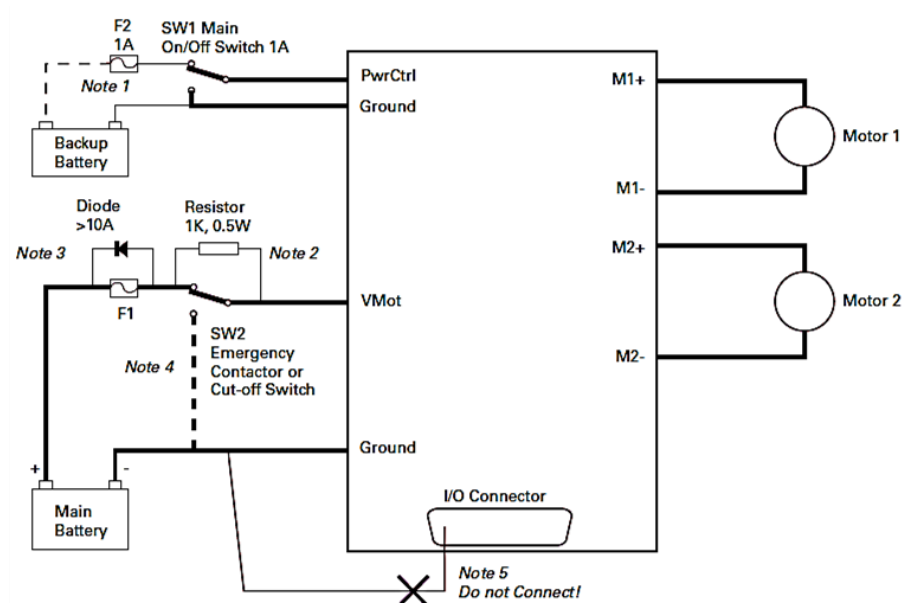 F2
1A
SW1 Main
On/Off Switch 1A
Note 1
PwrCtrl
Ground
Backup
Battery
M1+
Motor 1
M1-
Diode
>10A
Resistor
1K, 0.5W
Note 3
Note 2
F1
VMot
M2+
Motor 2
M2-
SW2
Emergency
Contactor or
Cut-off Switch
Note 4
Ground
+
-
Main
Battery
I/O Connector
Note 5
Do not Connect!